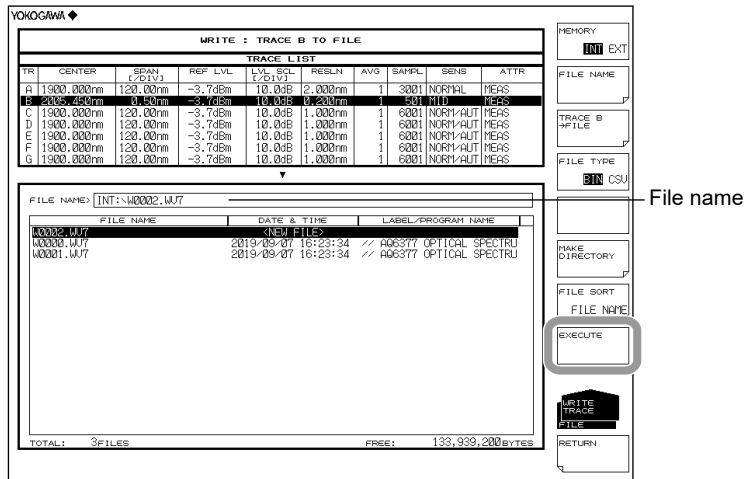 YOKOGAWA ◆
WRITE : TRACE B TO FILE
TRACE LIST
TR CENTER SPAN [/DIV] REF LVL LVL SCL [/DIV] RESLN AVG SAMPL SENS ATTR
A 1900.000nm 120.00nm -3.7dBm 10.0dB 2.000nm 1 3001 NORMAL MEAS
B 2005.450nm 0.50nm -3.7dBm 10.0dB 0.200nm 1 501 MID MEAS
C 1900.000nm 120.00nm -3.7dBm 10.0dB 1.000nm 1 6001 NORM/AUT MEAS
D 1900.000nm 120.00nm -3.7dBm 10.0dB 1.000nm 1 6001 NORM/AUT MEAS
E 1900.000nm 120.00nm -3.7dBm 10.0dB 1.000nm 1 6001 NORM/AUT MEAS
F 1900.000nm 120.00nm -3.7dBm 10.0dB 1.000nm 1 6001 NORM/AUT MEAS
G 1900.000nm 120.00nm -3.7dBm 10.0dB 1.000nm 1 6001 NORM/AUT MEAS
▼
FILE NAME> INT:\W0002.WV7
File name
FILE NAME DATE & TIME LABEL/PROGRAM NAME
W0002.WV7 <NEW FILE>
W0000.WV7 2019/09/07 16:23:34 // AQ6377 OPTICAL SPECTRU
W0001.WV7 2019/09/07 16:23:34 // AQ6377 OPTICAL SPECTRU
TOTAL: 3FILES FREE: 133,939,200BYTES
MEMORY
INT EXT
FILE NAME
TRACE B
→FILE
FILE TYPE
BIN CSV
MAKE
DIRECTORY
FILE SORT
FILE NAME
EXECUTE
WRITE
TRACE
FILE
RETURN